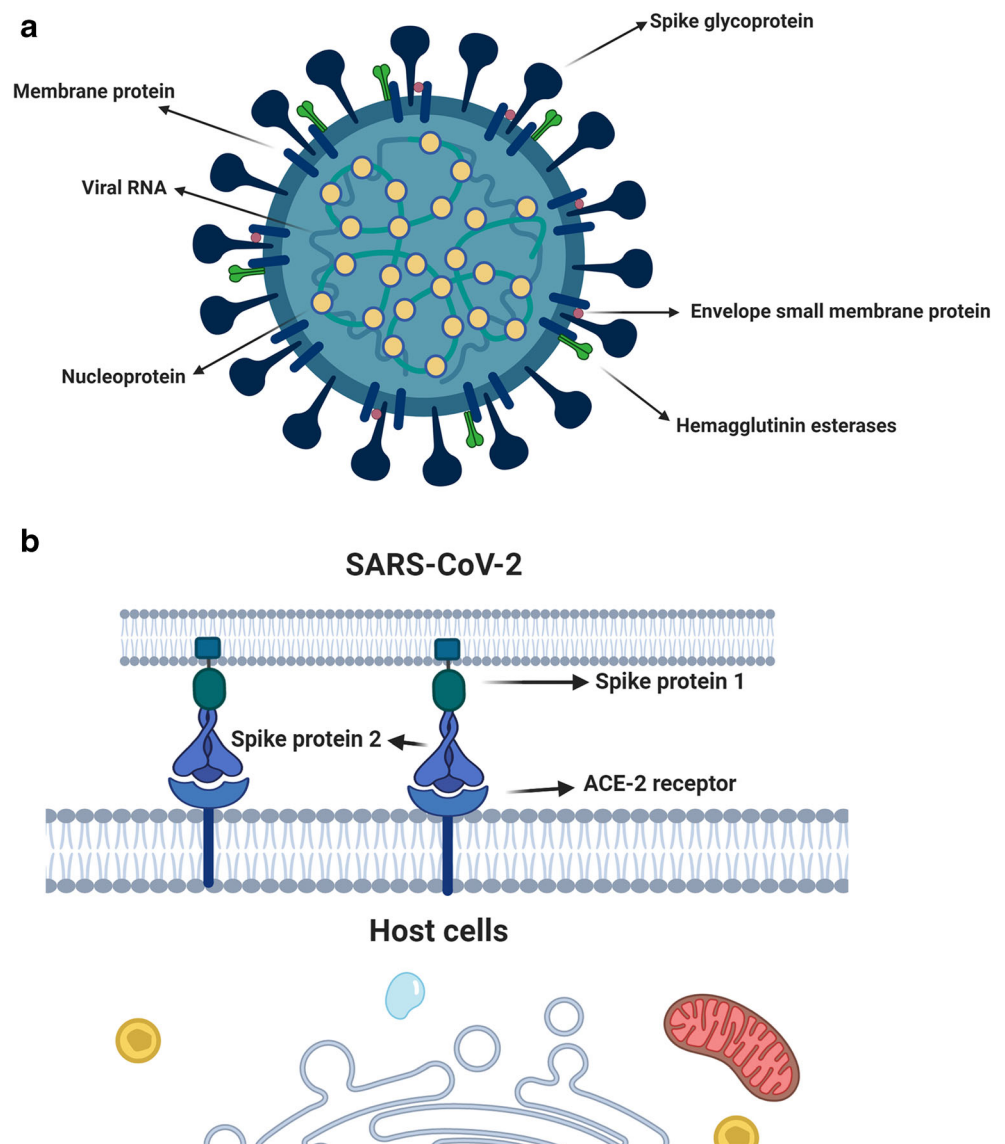 a
Spike glycoprotein
Membrane protein
Viral RNA
Envelope small membrane protein
Nucleoprotein
Hemagglutinin esterases
b
SARS-CoV-2
Spike protein 1
Spike protein 2
ACE-2 receptor
Host cells